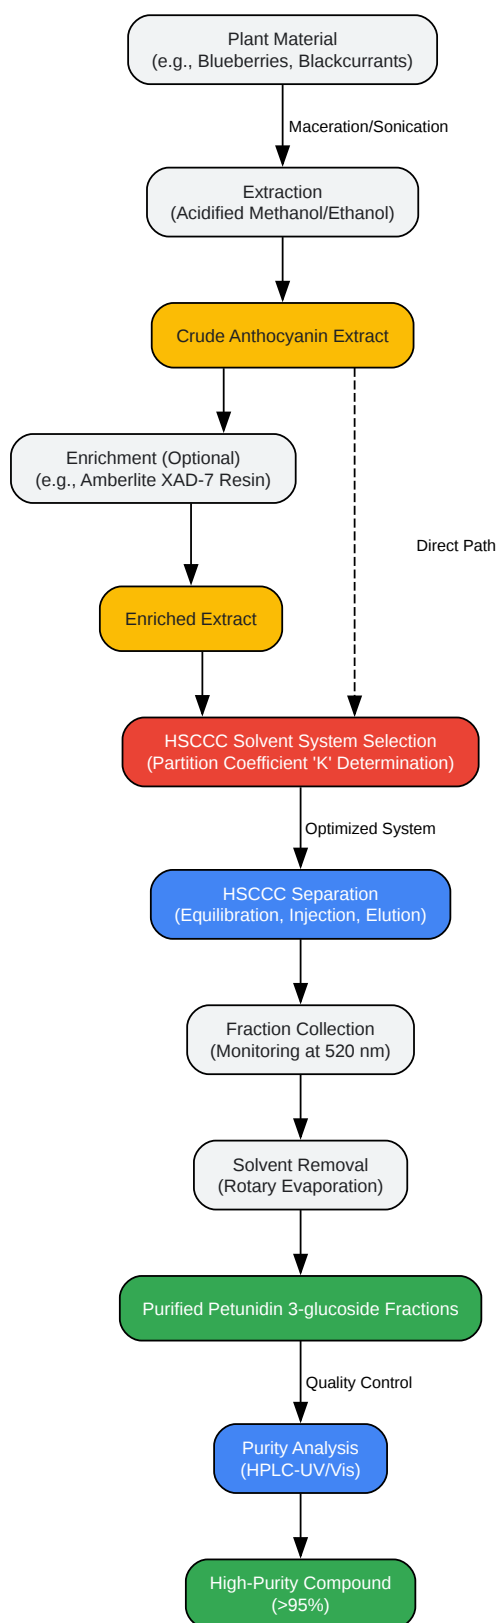 Plant Material
(e.g., Blueberries, Blackcurrants)
Maceration/Sonication
Extraction
(Acidified Methanol/Ethanol)
Crude Anthocyanin Extract
Enrichment (Optional)
(e.g., Amberlite XAD-7 Resin)
Direct Path
Enriched Extract
HSCCC Solvent System Selection
(Partition Coefficient 'K' Determination)
Optimized System
HSCCC Separation
(Equilibration, Injection, Elution)
Fraction Collection
(Monitoring at 520 nm)
Solvent Removal
(Rotary Evaporation)
Purified Petunidin 3-glucoside Fractions
Quality Control
Purity Analysis
(HPLC-UV/Vis)
High-Purity Compound
(>95%)